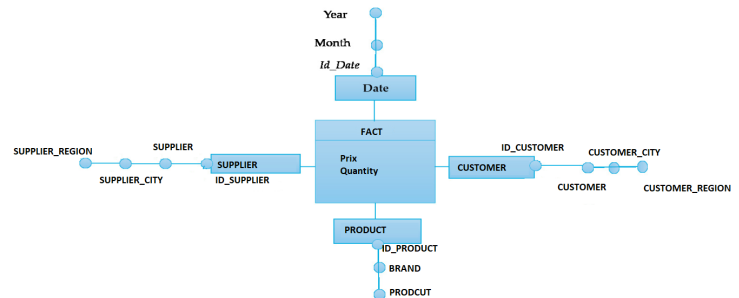 Year
Month
Id_Date
Date
FACT
Prix
Quantity
SUPPLIER_REGION
SUPPLIER_CITY
SUPPLIER
ID_SUPPLIER
SUPPLIER
CUSTOMER
ID_CUSTOMER
CUSTOMER
CUSTOMER_CITY
CUSTOMER_REGION
PRODUCT
ID_PRODUCT
BRAND
PRODCUT